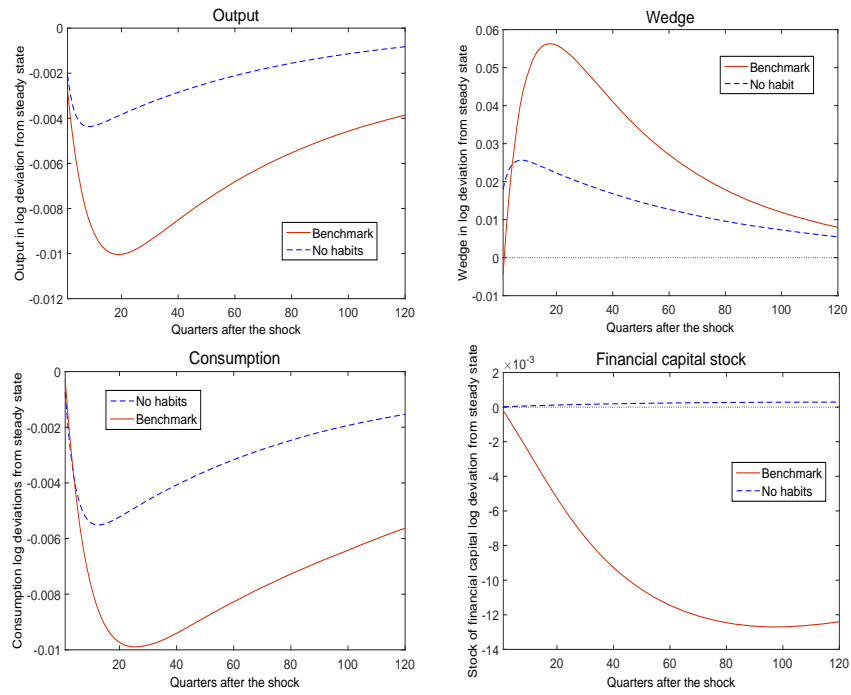 Output
Output in log deviation from steady state
0
-0.002
-0.004
-0.006
-0.008
-0.01
-0.012
20
40
60
80
100
120
Quarters after the shock
Benchmark
No habits
Wedge
Wedge in log deviation from steady state
0.06
0.05
0.04
0.03
0.02
0.01
0
-0.01
20
40
60
80
100
120
Quarters after the shock
Benchmark
No habit
Consumption
Consumption log deviations from steady state
0
-0.002
-0.004
-0.006
-0.008
-0.01
20
40
60
80
100
120
Quarters after the shock
No habits
Benchmark
Financial capital stock
×10⁻³
Stock of financial capital log deviation from steady state
2
0
-2
-4
-6
-8
-10
-12
-14
20
40
60
80
100
120
Quarters after the shock
Benchmark
No habits